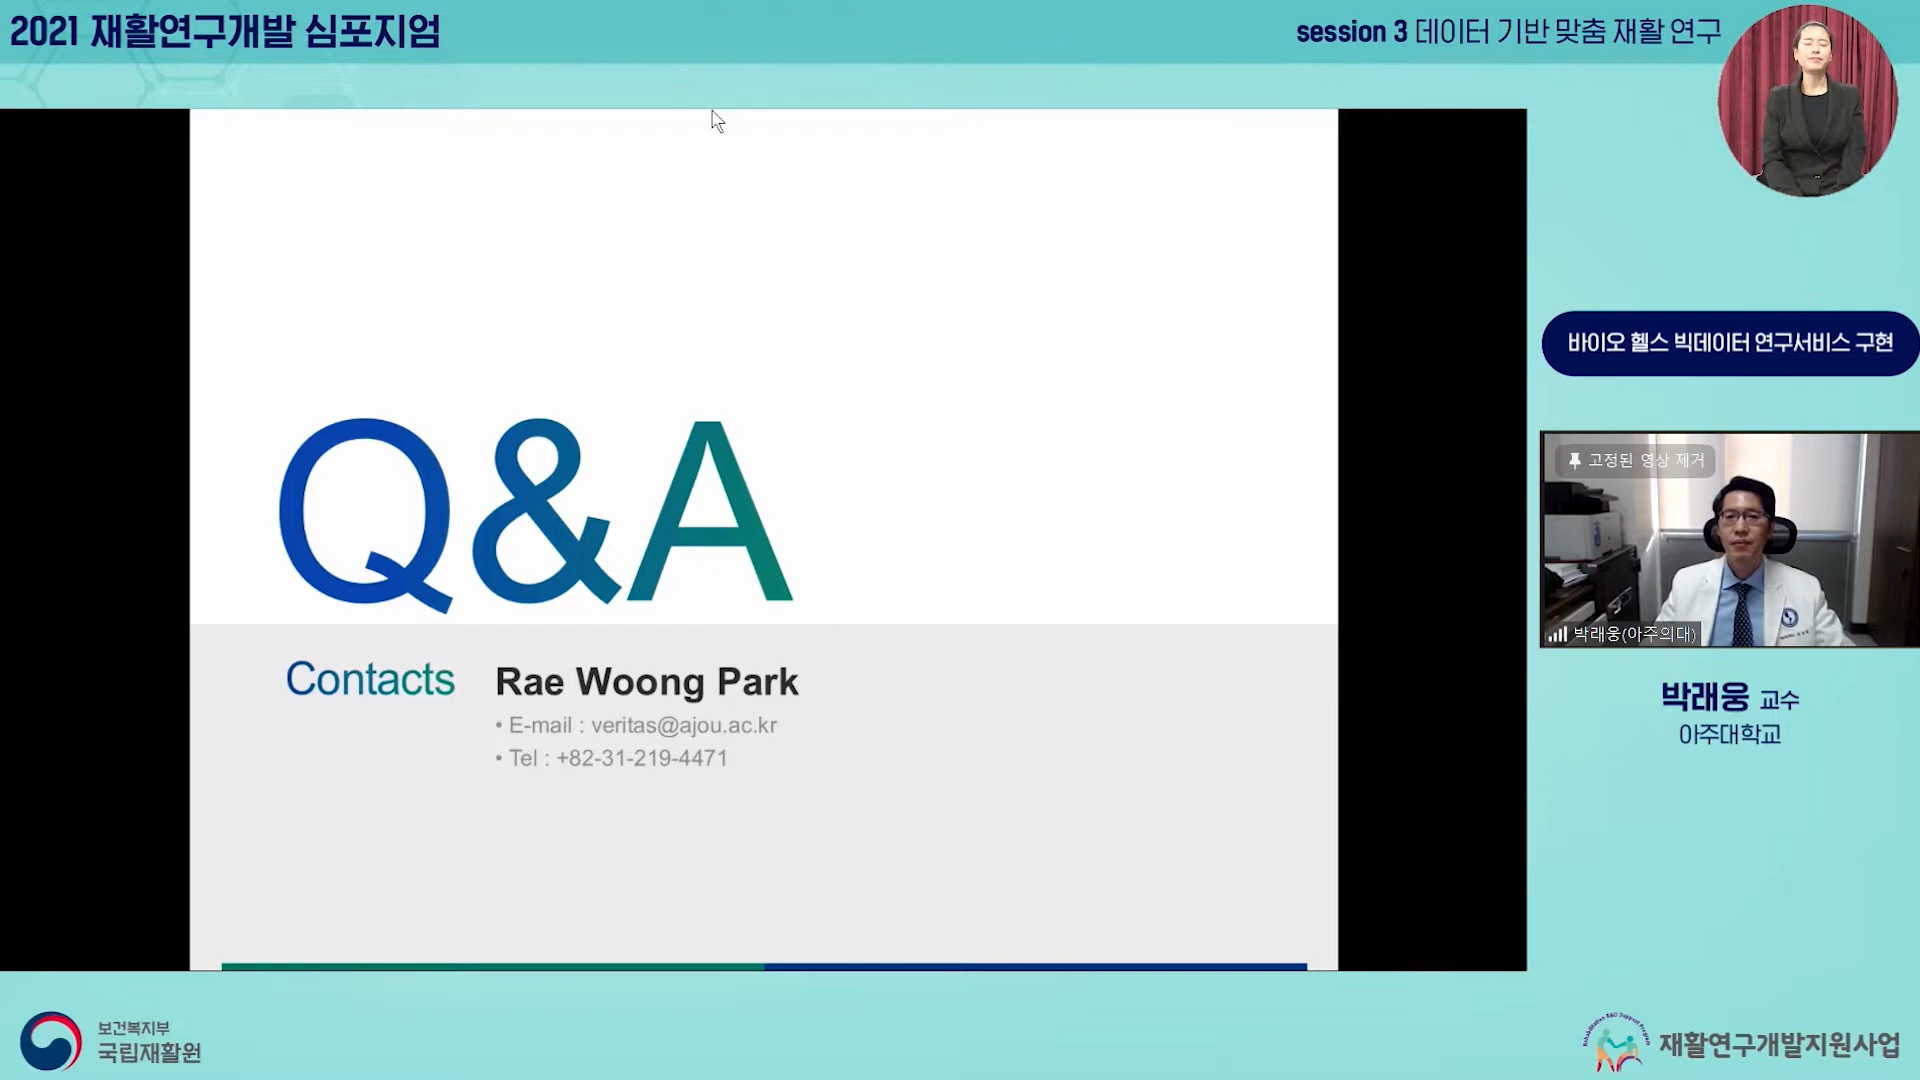 2021 재활연구개발 심포지엄
session 3 데이터 기반 맞춤 재활 연구
바이오 헬스 빅데이터 연구서비스 구현
고정된 영상 제거
박래웅(아주의대)
박래웅 교수
아주대학교
Q&A
Contacts
Rae Woong Park
• E-mail : veritas@ajou.ac.kr
• Tel : +82-31-219-4471
보건복지부
국립재활원
Rehabilitation R&D Support Program
재활연구개발지원사업